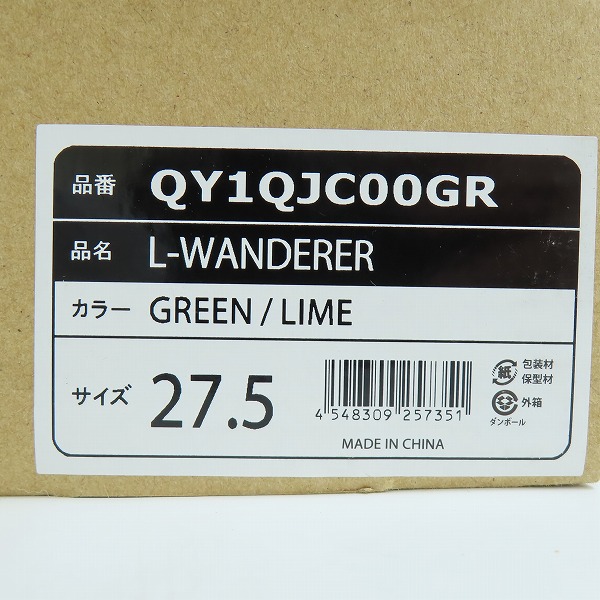 品番 QY1QJC00GR
品名 L-WANDERER
カラー GREEN / LIME
サイズ 27.5
4 548309 257351
MADE IN CHINA
紙 包装材
保型材
外箱
ダンボール